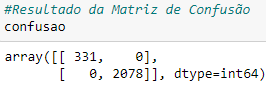 #Resultado da Matriz de Confusão
confusao
array([[ 331,    0],
       [   0, 2078]], dtype=int64)